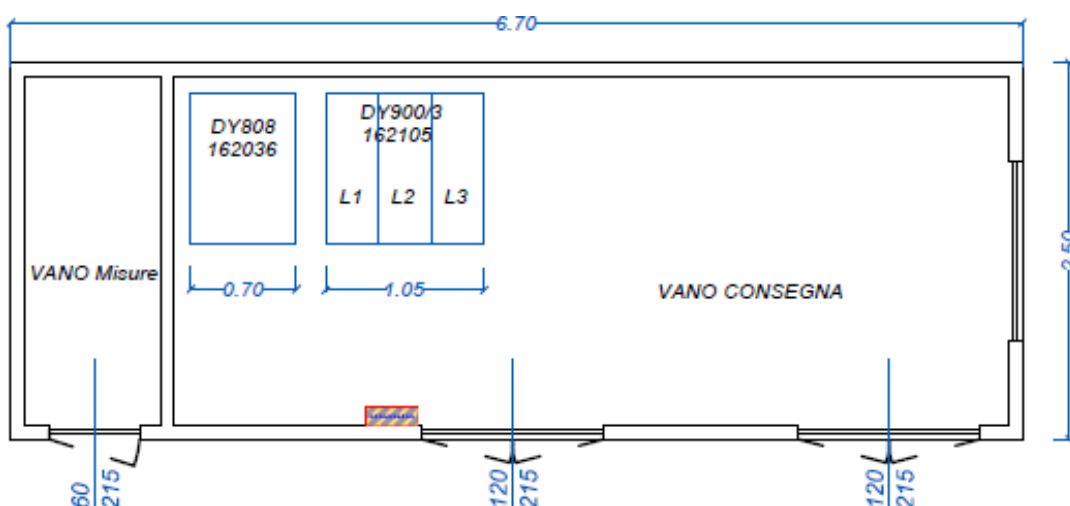 6.70
DY808
162036
DY900/3
162105
L1
L2
L3
VANO Misure
0.70
1.05
VANO CONSEGNA
2.50
60
215
120
215
120
215